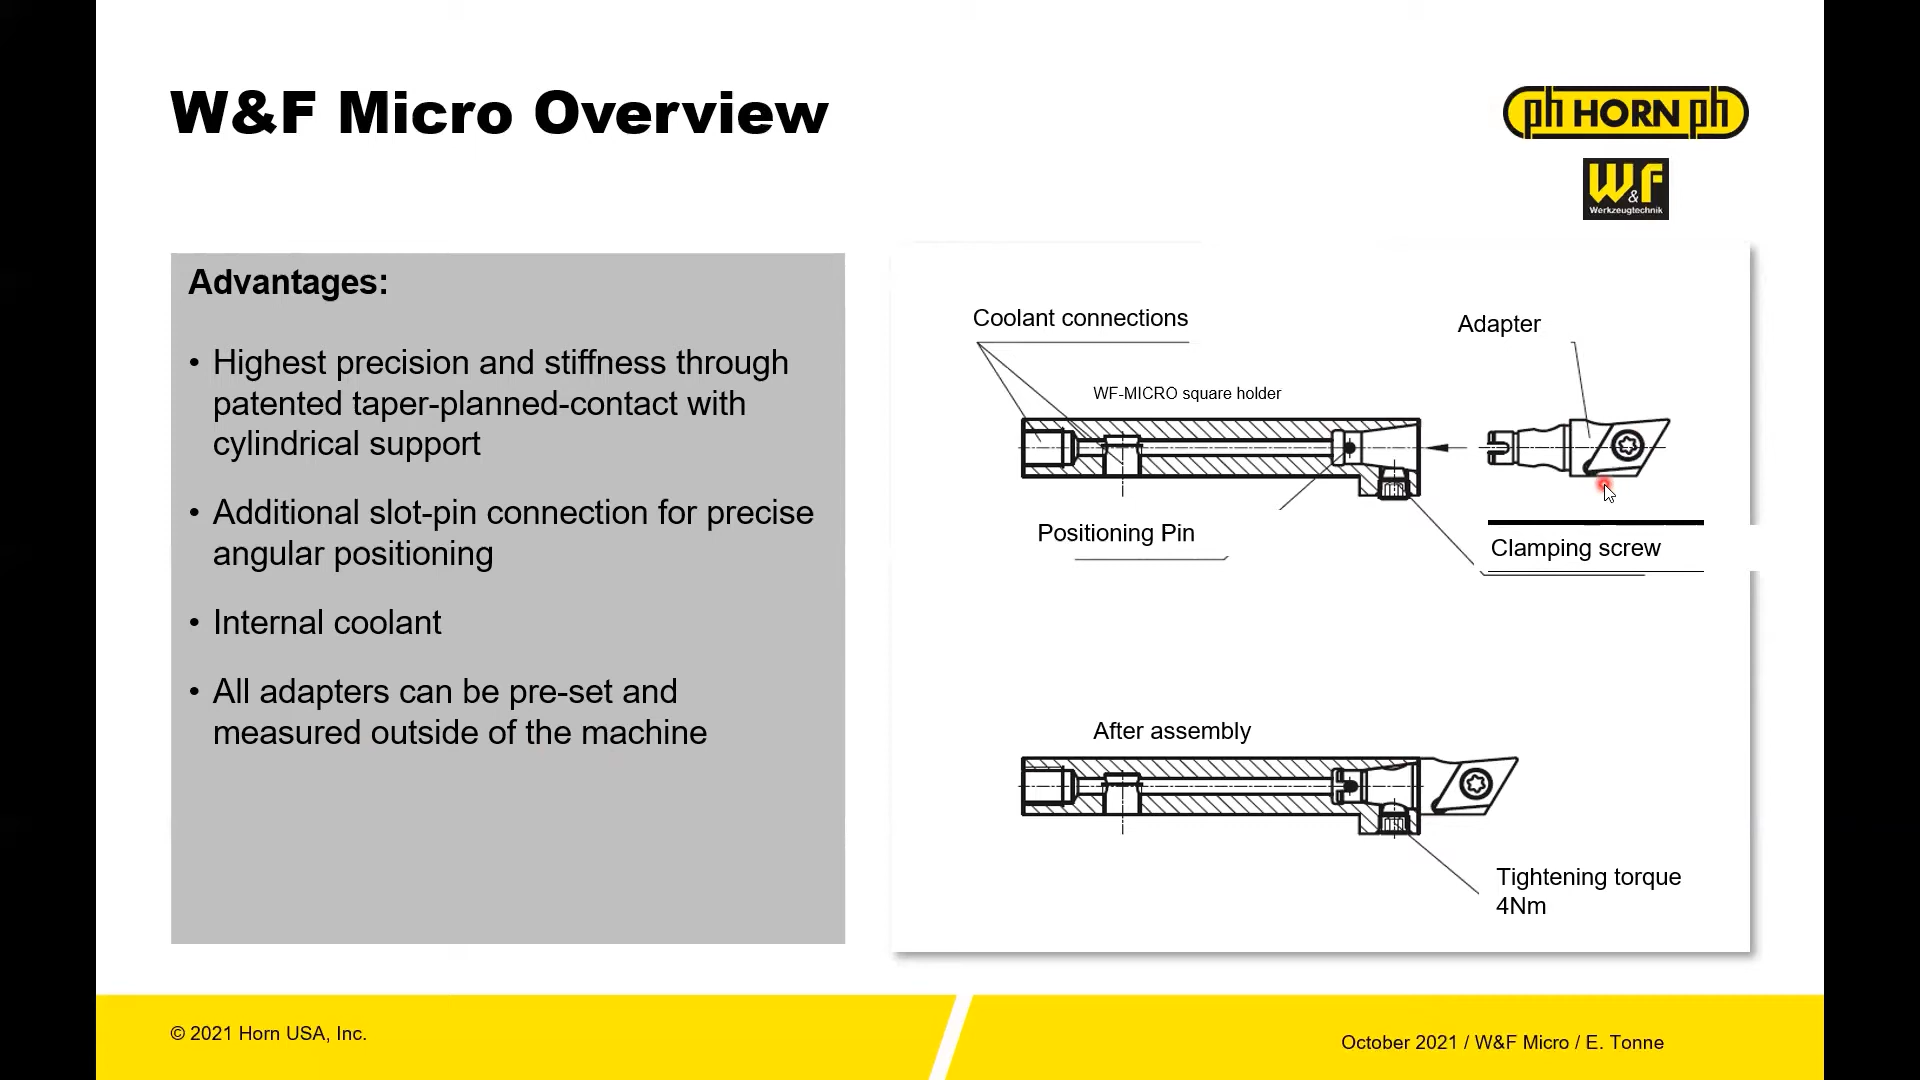 W&F Micro Overview
ph HORN ph
W&F
Werkzeugtechnik
Advantages:
• Highest precision and stiffness through
patented taper-planned-contact with
cylindrical support
• Additional slot-pin connection for precise
angular positioning
• Internal coolant
• All adapters can be pre-set and
measured outside of the machine
Coolant connections
Adapter
WF-MICRO square holder
Positioning Pin
Clamping screw
After assembly
Tightening torque
4Nm
© 2021 Horn USA, Inc.
October 2021 / W&F Micro / E. Tonne